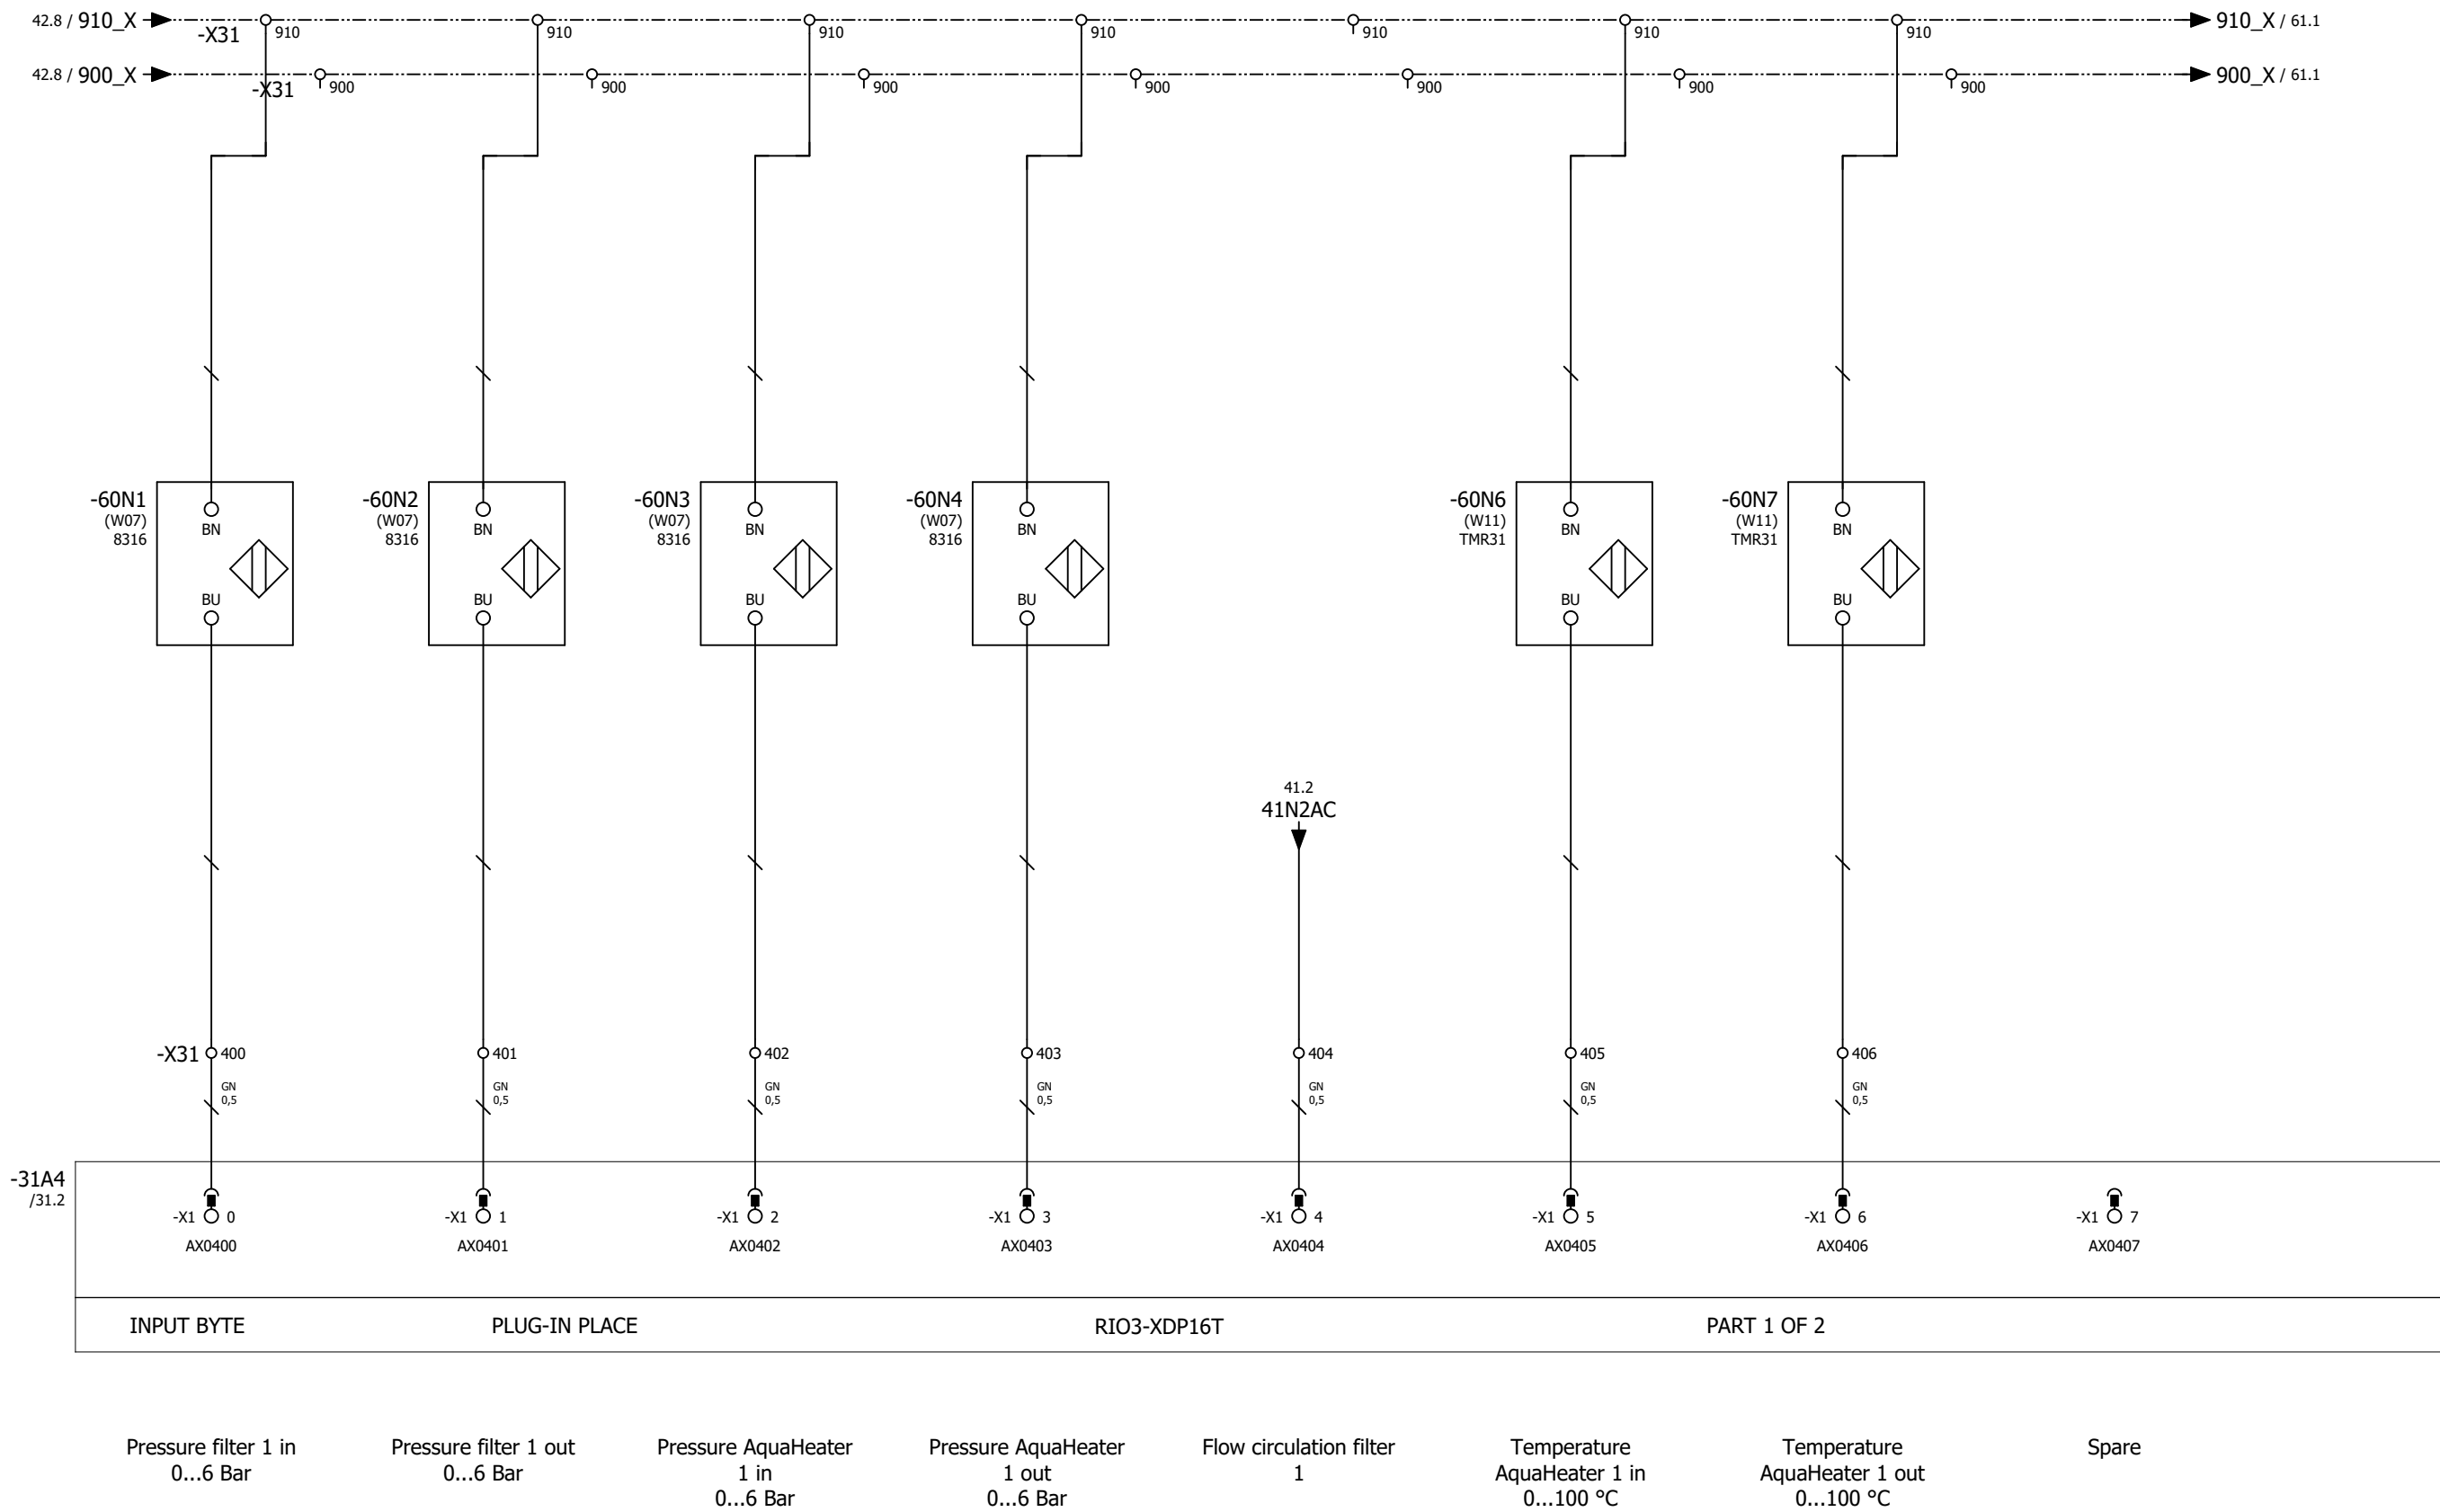 42.8 / 910_X
-X31
910
910
910
910
910
910
910
910_X / 61.1
42.8 / 900_X
-X31
900
900
900
900
900
900
900
900_X / 61.1
-60N1
(W07)
8316
BN
BU
-60N2
(W07)
8316
BN
BU
-60N3
(W07)
8316
BN
BU
-60N4
(W07)
8316
BN
BU
-60N6
(W11)
TMR31
BN
BU
-60N7
(W11)
TMR31
BN
BU
41.2
41N2AC
-X31
400
401
402
403
404
405
406
GN
0,5
GN
0,5
GN
0,5
GN
0,5
GN
0,5
GN
0,5
GN
0,5
-31A4
/31.2
-X1 0
-X1 1
-X1 2
-X1 3
-X1 4
-X1 5
-X1 6
-X1 7
AX0400
AX0401
AX0402
AX0403
AX0404
AX0405
AX0406
AX0407
INPUT BYTE
PLUG-IN PLACE
RIO3-XDP16T
PART 1 OF 2
Pressure filter 1 in
0...6 Bar
Pressure filter 1 out
0...6 Bar
Pressure AquaHeater
1 in
0...6 Bar
Pressure AquaHeater
1 out
0...6 Bar
Flow circulation filter
1
Temperature
AquaHeater 1 in
0...100 °C
Temperature
AquaHeater 1 out
0...100 °C
Spare